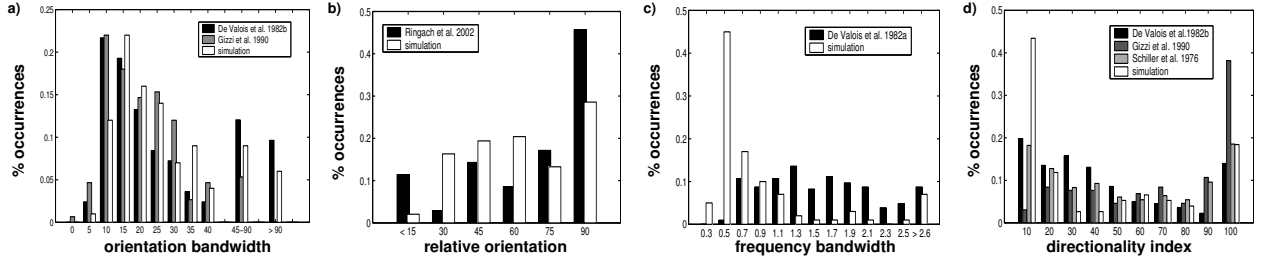 a)
0.25
0.2
0.15
0.1
0.05
0
% occurrences
De Valois et al. 1982b
Gizzi et al. 1990
simulation
0 5 10 15 20 25 30 35 40 45-90 > 90
orientation bandwidth
b)
0.5
0.4
0.3
0.2
0.1
0
% occurrences
Ringach et al. 2002
simulation
< 15 30 45 60 75 90
relative orientation
c)
0.5
0.4
0.3
0.2
0.1
0
% occurrences
De Valois et al. 1982a
simulation
0.3 0.5 0.7 0.9 1.1 1.3 1.5 1.7 1.9 2.1 2.3 2.5 > 2.6
frequency bandwidth
d)
0.5
0.4
0.3
0.2
0.1
0
% occurrences
De Valois et al.1982b
Gizzi et al. 1990
Schiller et al. 1976
simulation
10 20 30 40 50 60 70 80 90 100
directionality index